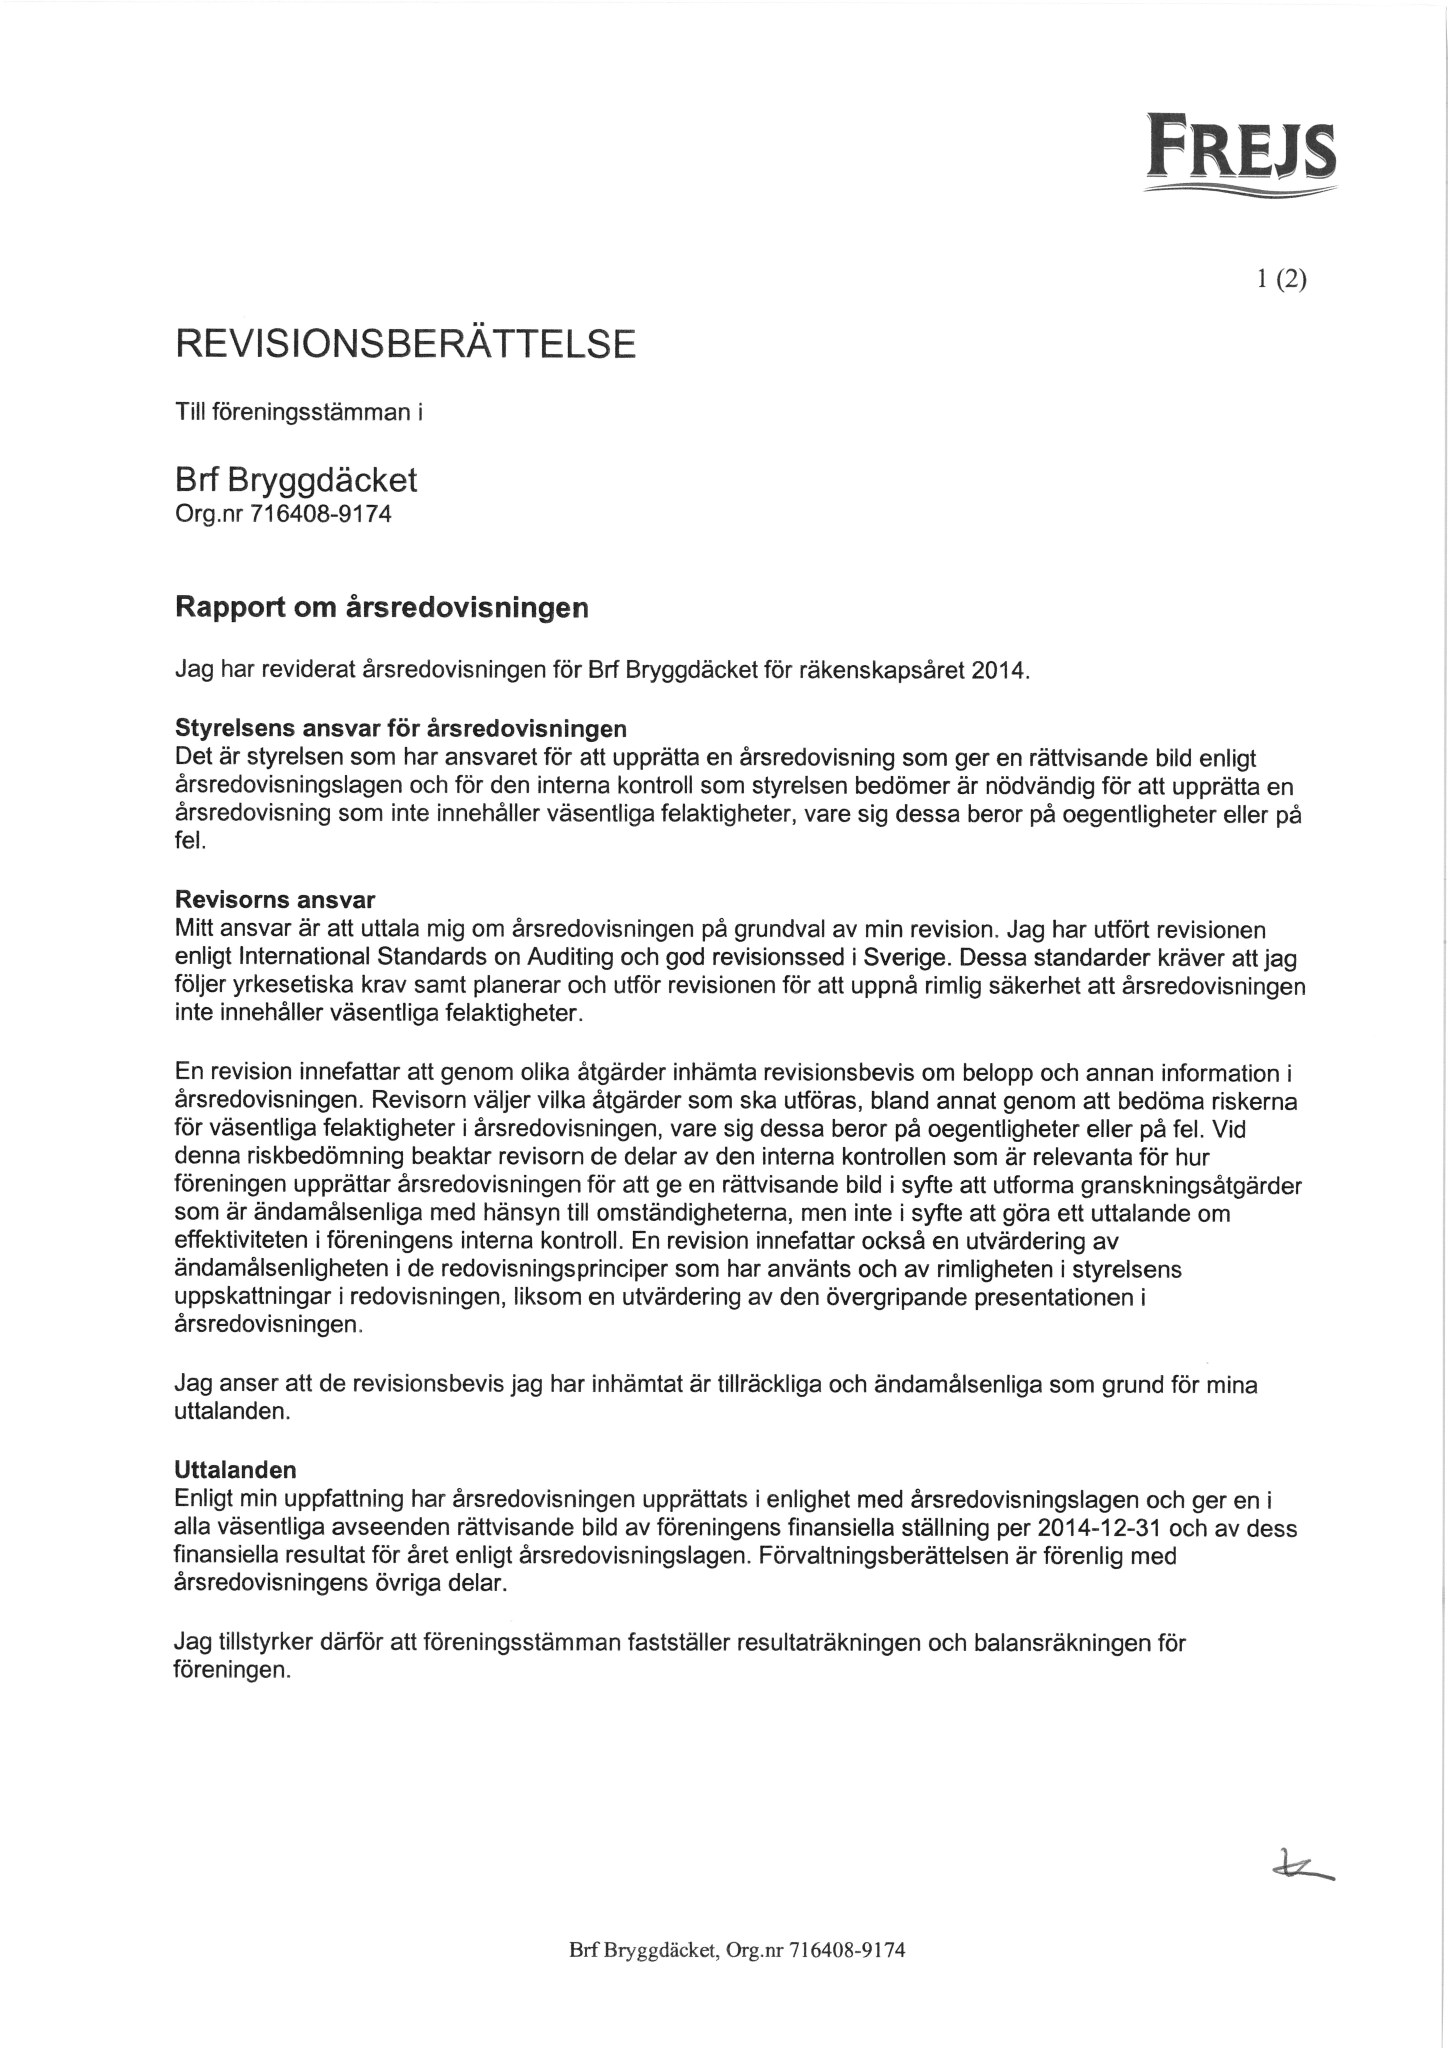 FREJS
1 (2)
REVISIONSBERÄTTELSE
Till föreningsstämman i
Brf Bryggdäcket
Org.nr 716408-9174
Rapport om årsredovisningen
Jag har reviderat årsredovisningen för Brf Bryggdäcket för räkenskapsåret 2014.
Styrelsens ansvar för årsredovisningen
Det är styrelsen som har ansvaret för att upprätta en årsredovisning som ger en rättvisande bild enligt
årsredovisningslagen och för den interna kontroll som styrelsen bedömer är nödvändig för att upprätta en
årsredovisning som inte innehåller väsentliga felaktigheter, vare sig dessa beror på oegentligheter eller på
fel.
Revisorns ansvar
Mitt ansvar är att uttala mig om årsredovisningen på grundval av min revision. Jag har utfört revisionen
enligt International Standards on Auditing och god revisionssed i Sverige. Dessa standarder kräver att jag
följer yrkesetiska krav samt planerar och utför revisionen för att uppnå rimlig säkerhet att årsredovisningen
inte innehåller väsentliga felaktigheter.
En revision innefattar att genom olika åtgärder inhämta revisionsbevis om belopp och annan information i
årsredovisningen. Revisorn väljer vilka åtgärder som ska utföras, bland annat genom att bedöma riskerna
för väsentliga felaktigheter i årsredovisningen, vare sig dessa beror på oegentligheter eller på fel. Vid
denna riskbedömning beaktar revisorn de delar av den interna kontrollen som är relevanta för hur
föreningen upprättar årsredovisningen för att ge en rättvisande bild i syfte att utforma granskningsåtgärder
som är ändamålsenliga med hänsyn till omständigheterna, men inte i syfte att göra ett uttalande om
effektiviteten i föreningens interna kontroll. En revision innefattar också en utvärdering av
ändamålsenligheten i de redovisningsprinciper som har använts och av rimligheten i styrelsens
uppskattningar i redovisningen, liksom en utvärdering av den övergripande presentationen i
årsredovisningen.
Jag anser att de revisionsbevis jag har inhämtat är tillräckliga och ändamålsenliga som grund för mina
uttalanden.
Uttalanden
Enligt min uppfattning har årsredovisningen upprättats i enlighet med årsredovisningslagen och ger en i
alla väsentliga avseenden rättvisande bild av föreningens finansiella ställning per 2014-12-31 och av dess
finansiella resultat för året enligt årsredovisningslagen. Förvaltningsberättelsen är förenlig med
årsredovisningens övriga delar.
Jag tillstyrker därför att föreningsstämman fastställer resultaträkningen och balansräkningen för
föreningen.
Brf Bryggdäcket, Org.nr 716408-9174